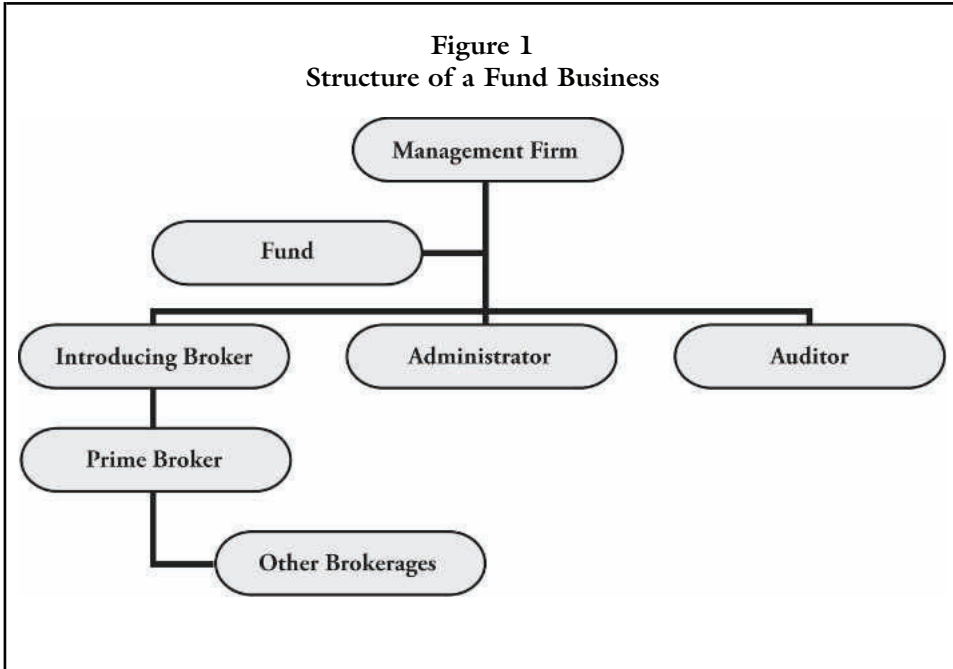 Figure 1
Structure of a Fund Business
Management Firm
Fund
Introducing Broker
Administrator
Auditor
Prime Broker
Other Brokerages